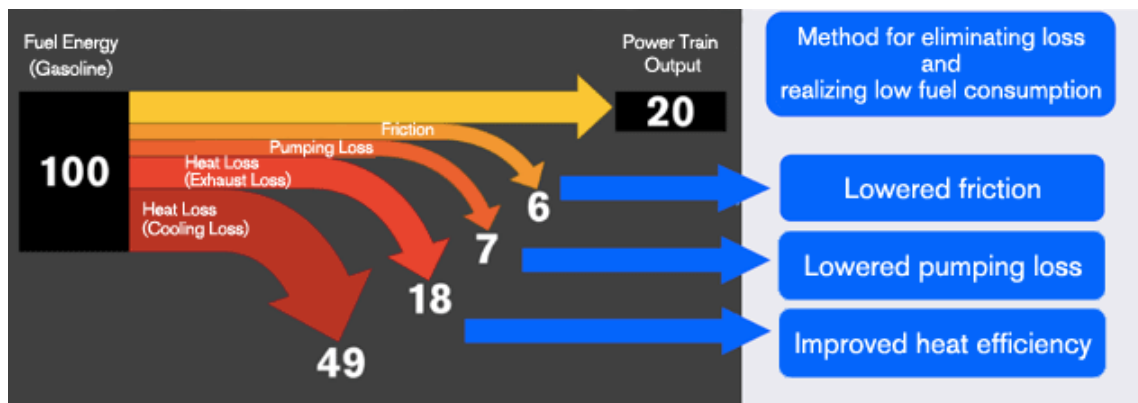 Fuel Energy
(Gasoline)
100
Power Train
Output
20
Friction
Pumping Loss
Heat Loss
(Exhaust Loss)
Heat Loss
(Cooling Loss)
6
7
18
49
Method for eliminating loss
and
realizing low fuel consumption
Lowered friction
Lowered pumping loss
Improved heat efficiency